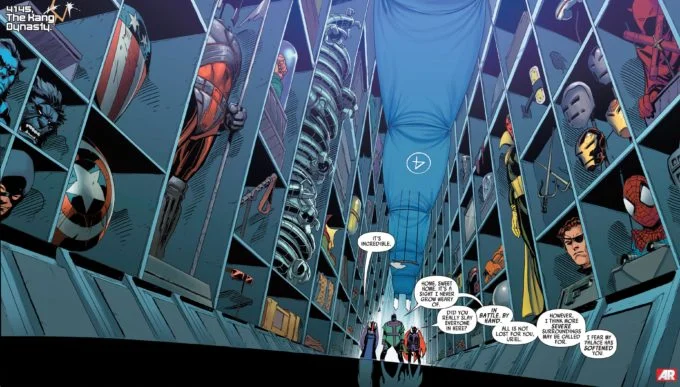 4145,
The Kang
Dynasty.
4
IT'S
INCREDIBLE.
HOME, SWEET
HOME. IT'S A
SIGHT I NEVER
GROW WEARY
OF.
DID YOU
REALLY SLAY
EVERYONE
IN HERE?
IN
BATTLE. BY
HAND.
ALL IS NOT
LOST FOR YOU,
URIEL.
HOWEVER,
I THINK MORE
SEVERE
SURROUNDINGS
MAY BE CALLED
FOR.
I FEAR MY
PALACE HAS
SOFTENED
YOU.
AR